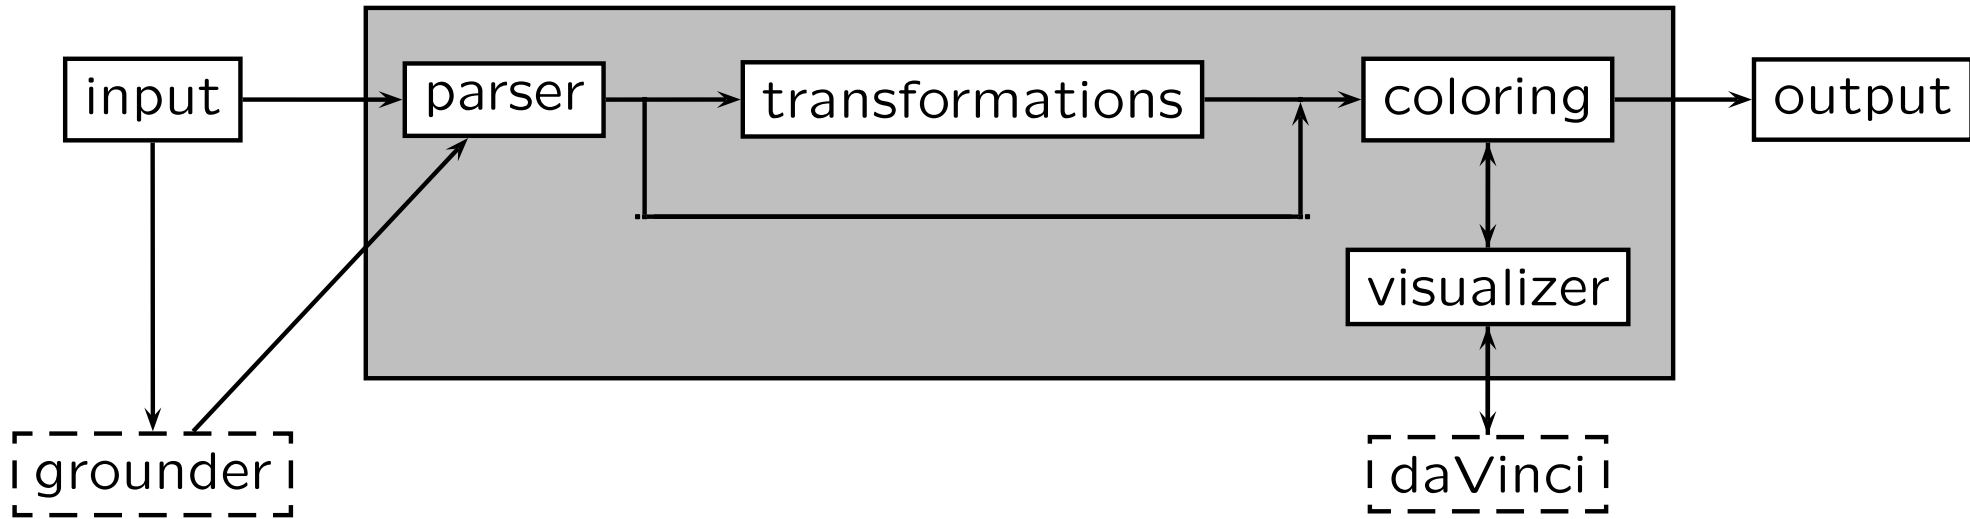 input
parser
transformations
coloring
output
visualizer
grounder
daVinci